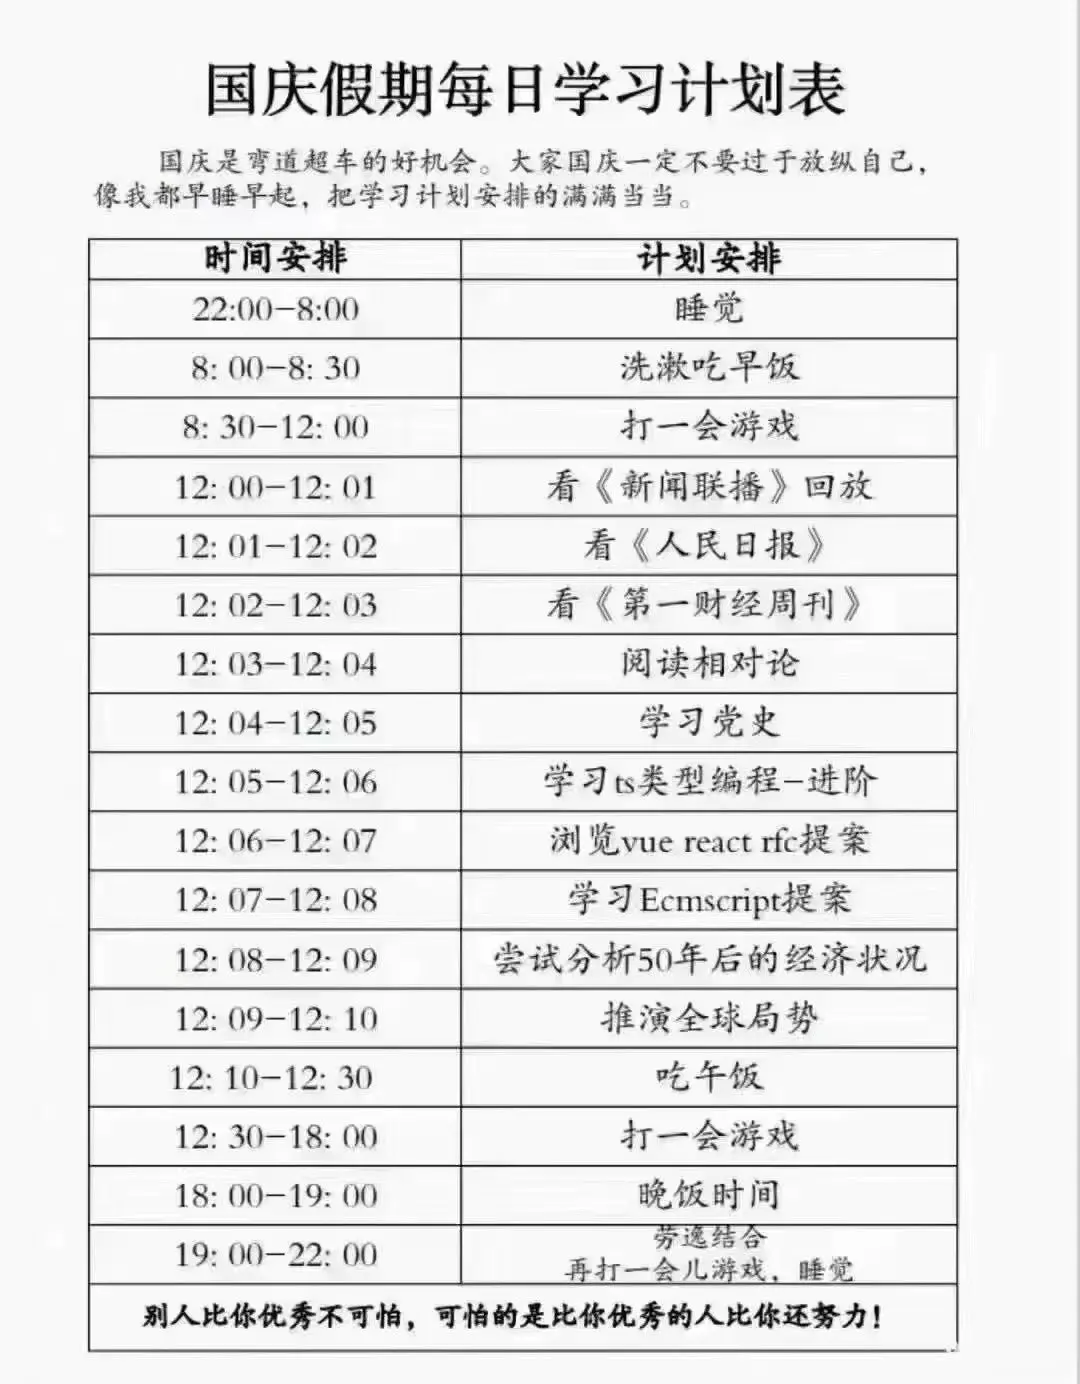 国庆假期每日学习计划表
国庆是弯道超车的好机会。大家国庆一定不要过于放纵自己，
像我都早睡早起，把学习计划安排的满满当当。
时间安排 计划安排
22:00-8:00 睡觉
8: 00-8: 30 洗漱吃早饭
8: 30-12: 00 打一会游戏
12: 00-12: 01 看《新闻联播》回放
12: 01-12: 02 看《人民日报》
12: 02-12: 03 看《第一财经周刊》
12: 03-12: 04 阅读相对论
12: 04-12: 05 学习党史
12: 05-12: 06 学习ts类型编程-进阶
12: 06-12: 07 浏览vue react rfc提案
12: 07-12: 08 学习Ecmscript提案
12: 08-12: 09 尝试分析50年后的经济状况
12: 09-12: 10 推演全球局势
12: 10-12: 30 吃午饭
12: 30-18: 00 打一会游戏
18: 00-19: 00 晚饭时间
19: 00-22: 00 劳逸结合
再打一会儿游戏，睡觉
别人比你优秀不可怕，可怕的是比你优秀的人比你还努力！